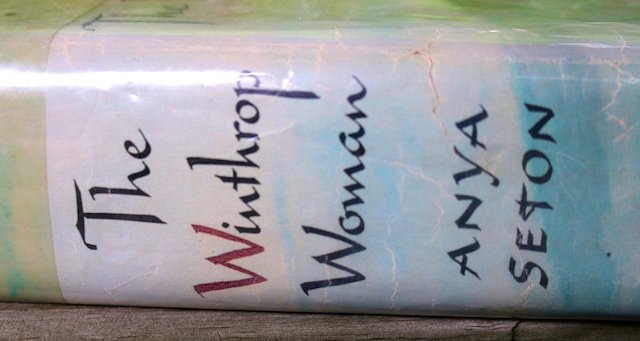 The
Winthrop
Woman
ANYA
SETON